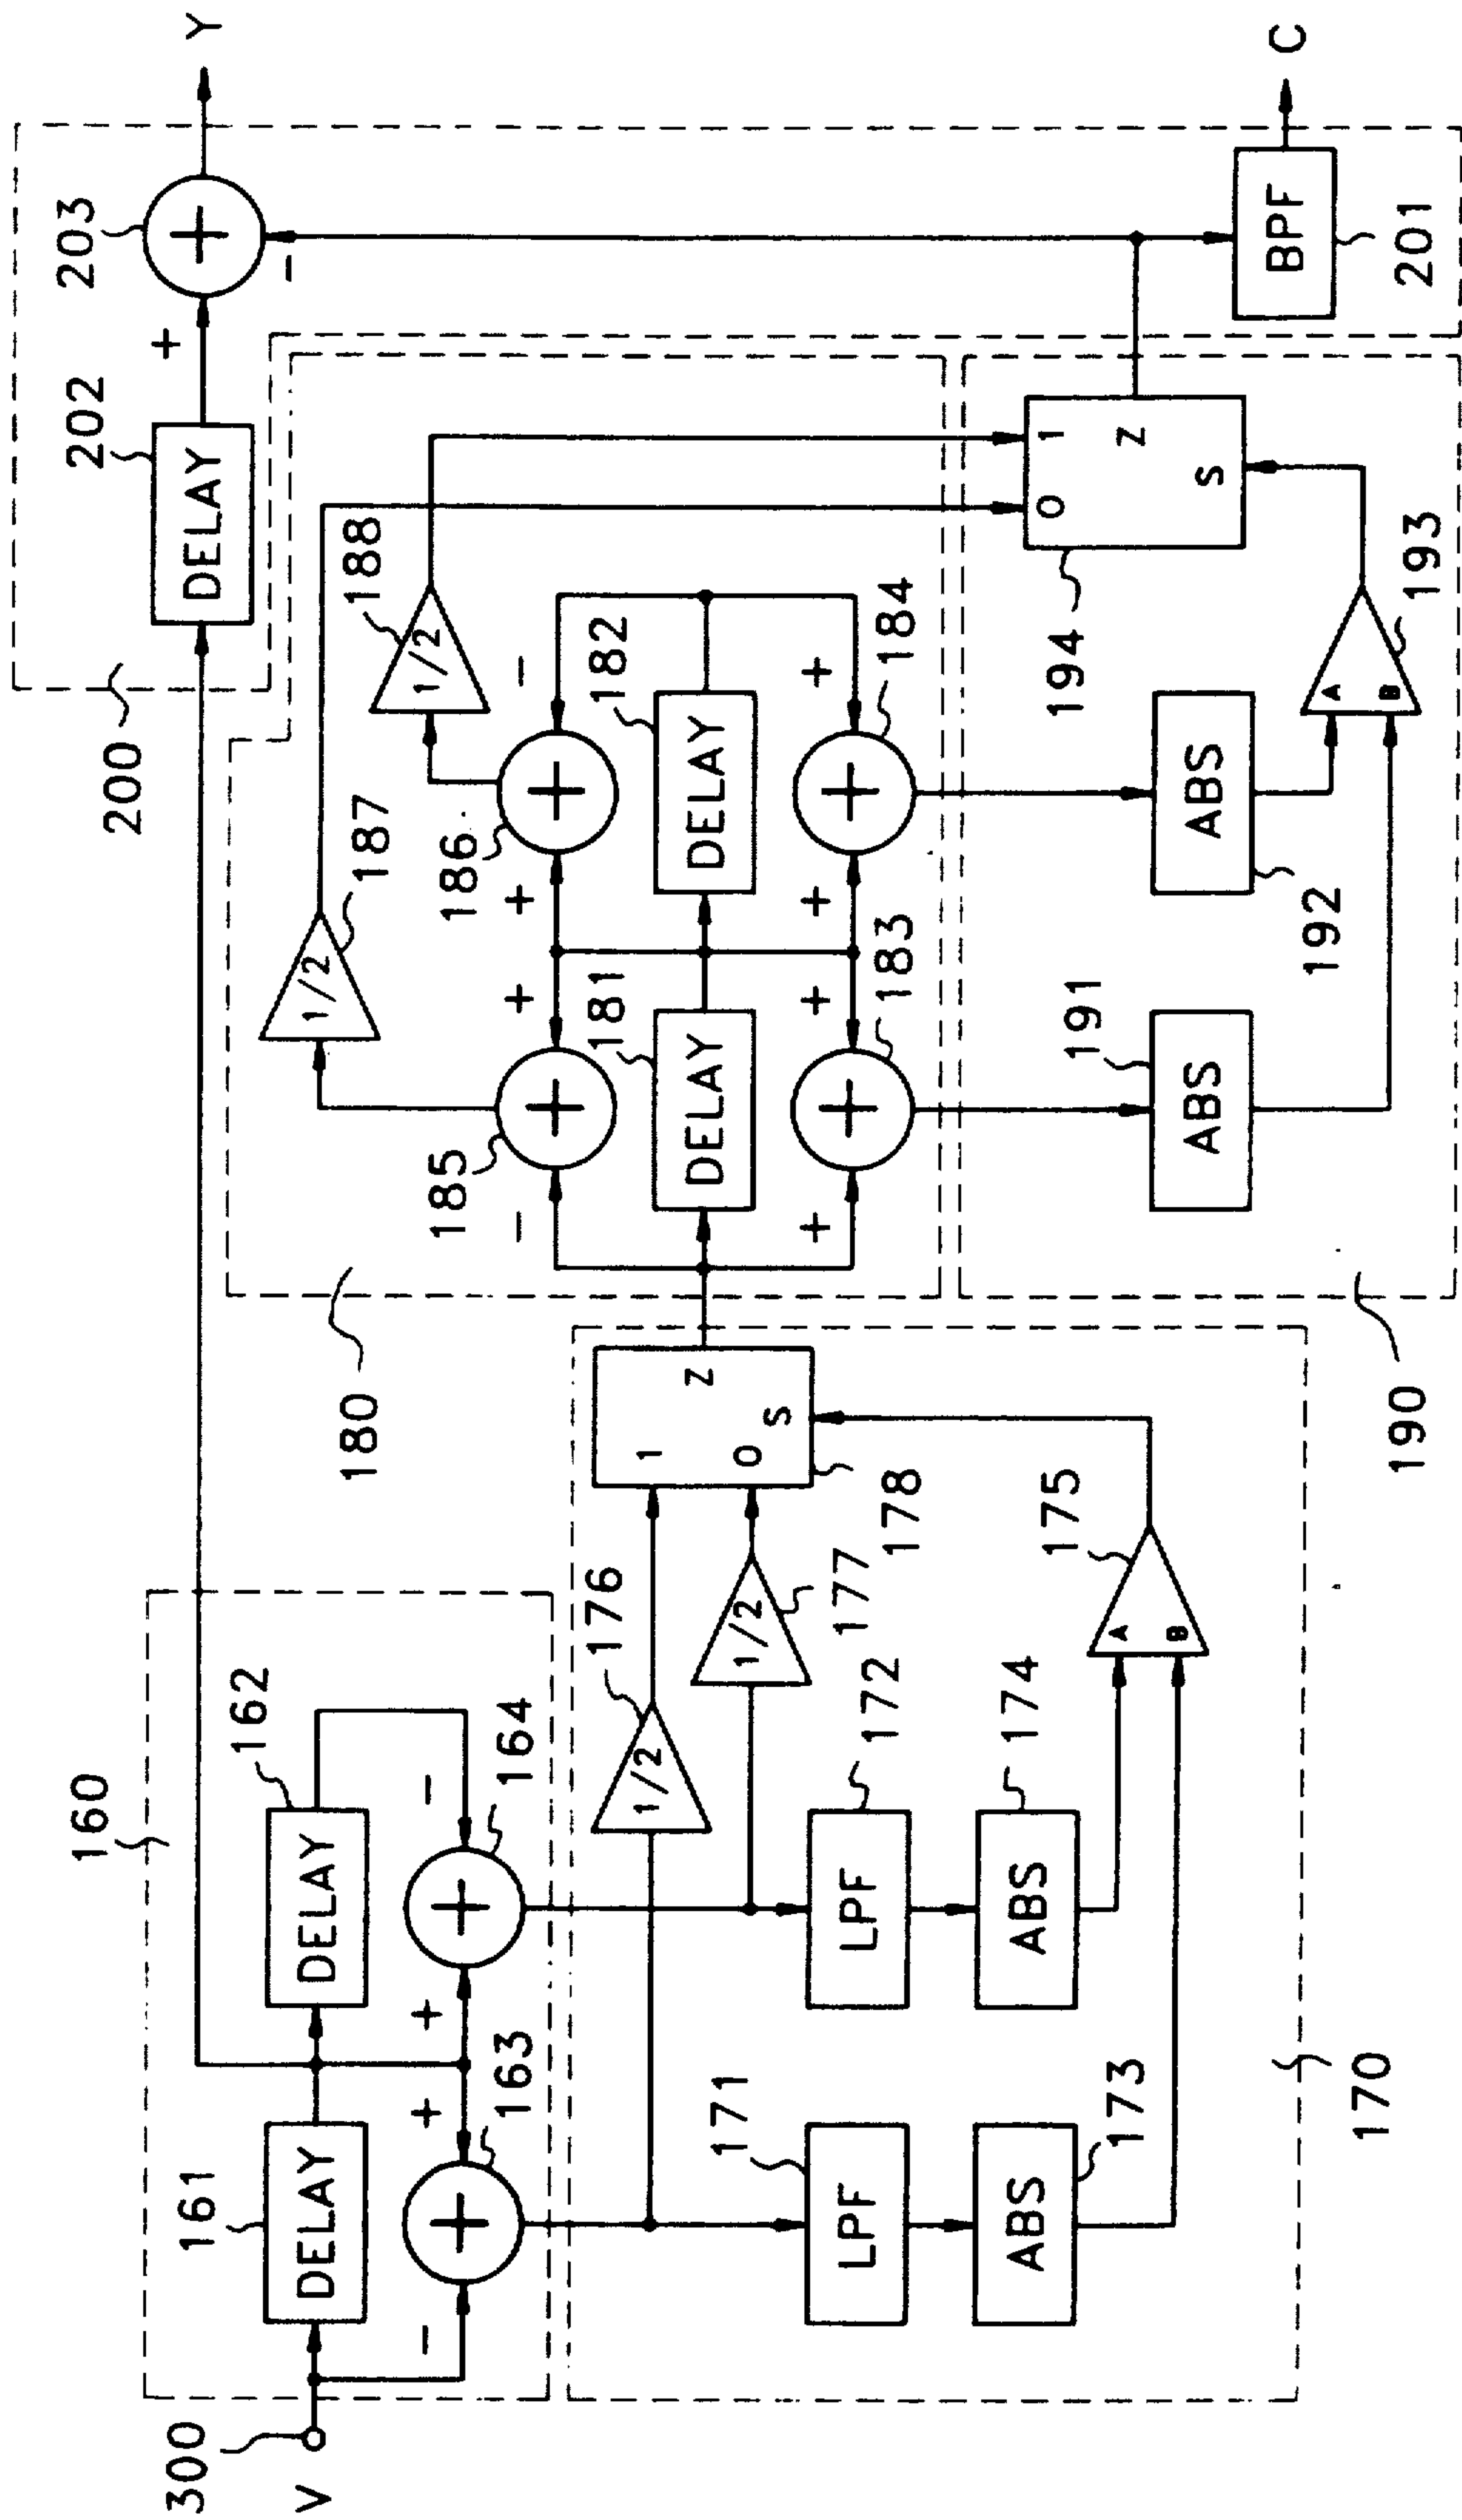 300
V
160
161
DELAY
162
DELAY
-
+
+
-
163
164
170
171
LPF
172
LPF
173
ABS
174
ABS
176
1/2
177
1/2
175
A
B
178
1
0
S
Z
180
187
1/2
188
1/2
185
186
-
+
+
-
181
DELAY
182
DELAY
+
+
+
+
183
184
190
191
ABS
192
ABS
A
B
193
194
0
1
Z
S
200
202
DELAY
+
203
-
Y
BPF
201
C